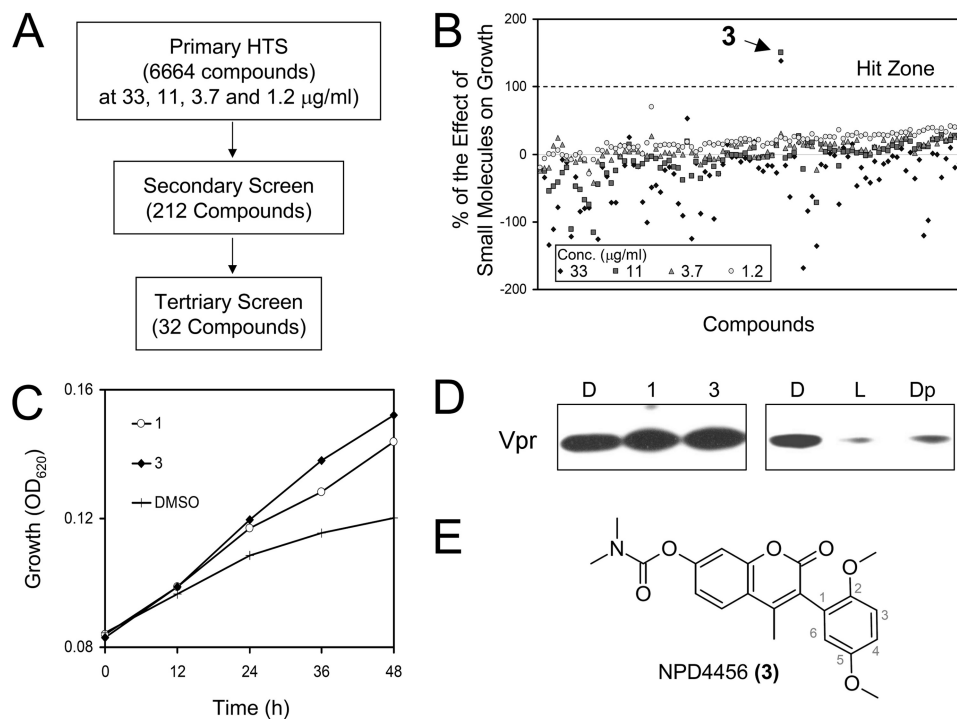 A
Primary HTS
(6664 compounds)
at 33, 11, 3.7 and 1.2 μg/ml)
Secondary Screen
(212 Compounds)
Tertriary Screen
(32 Compounds)
B
% of the Effect of
Small Molecules on Growth
200
100
0
-100
-200
3
Hit Zone
Conc. (μg/ml)
33 11 3.7 1.2
Compounds
C
Growth (OD620)
0.16
0.12
0.08
1
3
DMSO
0 12 24 36 48
Time (h)
D
D 1 3 D L Dp
Vpr
E
N O O O O O
1 2 3 4 5 6
O
NPD4456 (3)